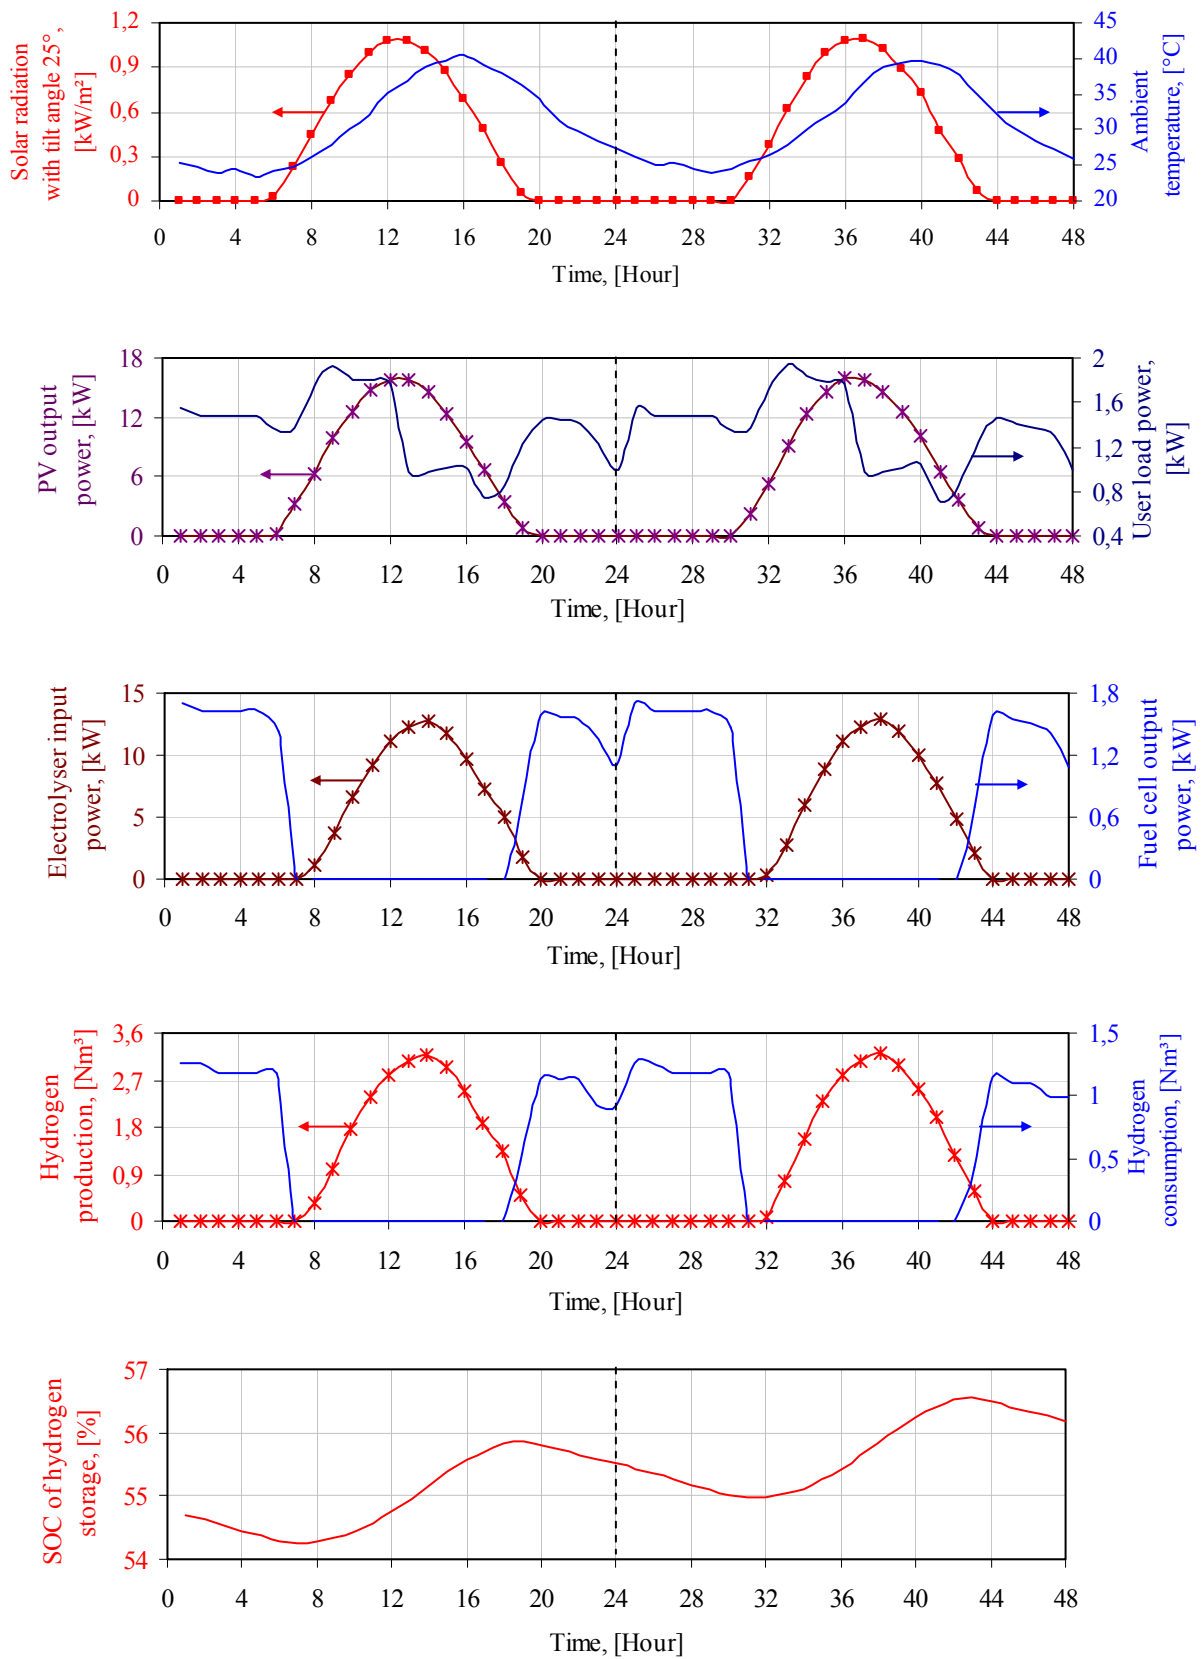 Solar radiation
with tilt angle 25°,
[kW/m²]
1,2
0,9
0,6
0,3
0
45
40
35
30
25
20
Ambient
temperature, [°C]
0 4 8 12 16 20 24 28 32 36 40 44 48
Time, [Hour]
PV output
power, [kW]
18
12
6
0
2
1,6
1,2
0,8
0,4
User load power,
[kW]
0 4 8 12 16 20 24 28 32 36 40 44 48
Time, [Hour]
Electrolyser input
power, [kW]
15
10
5
0
1,8
1,2
0,6
0
Fuel cell output
power, [kW]
0 4 8 12 16 20 24 28 32 36 40 44 48
Time, [Hour]
Hydrogen
production, [Nm³]
3,6
2,7
1,8
0,9
0
1,5
1
0,5
0
Hydrogen
consumption, [Nm³]
0 4 8 12 16 20 24 28 32 36 40 44 48
Time, [Hour]
SOC of hydrogen
storage, [%]
57
56
55
54
0 4 8 12 16 20 24 28 32 36 40 44 48
Time, [Hour]